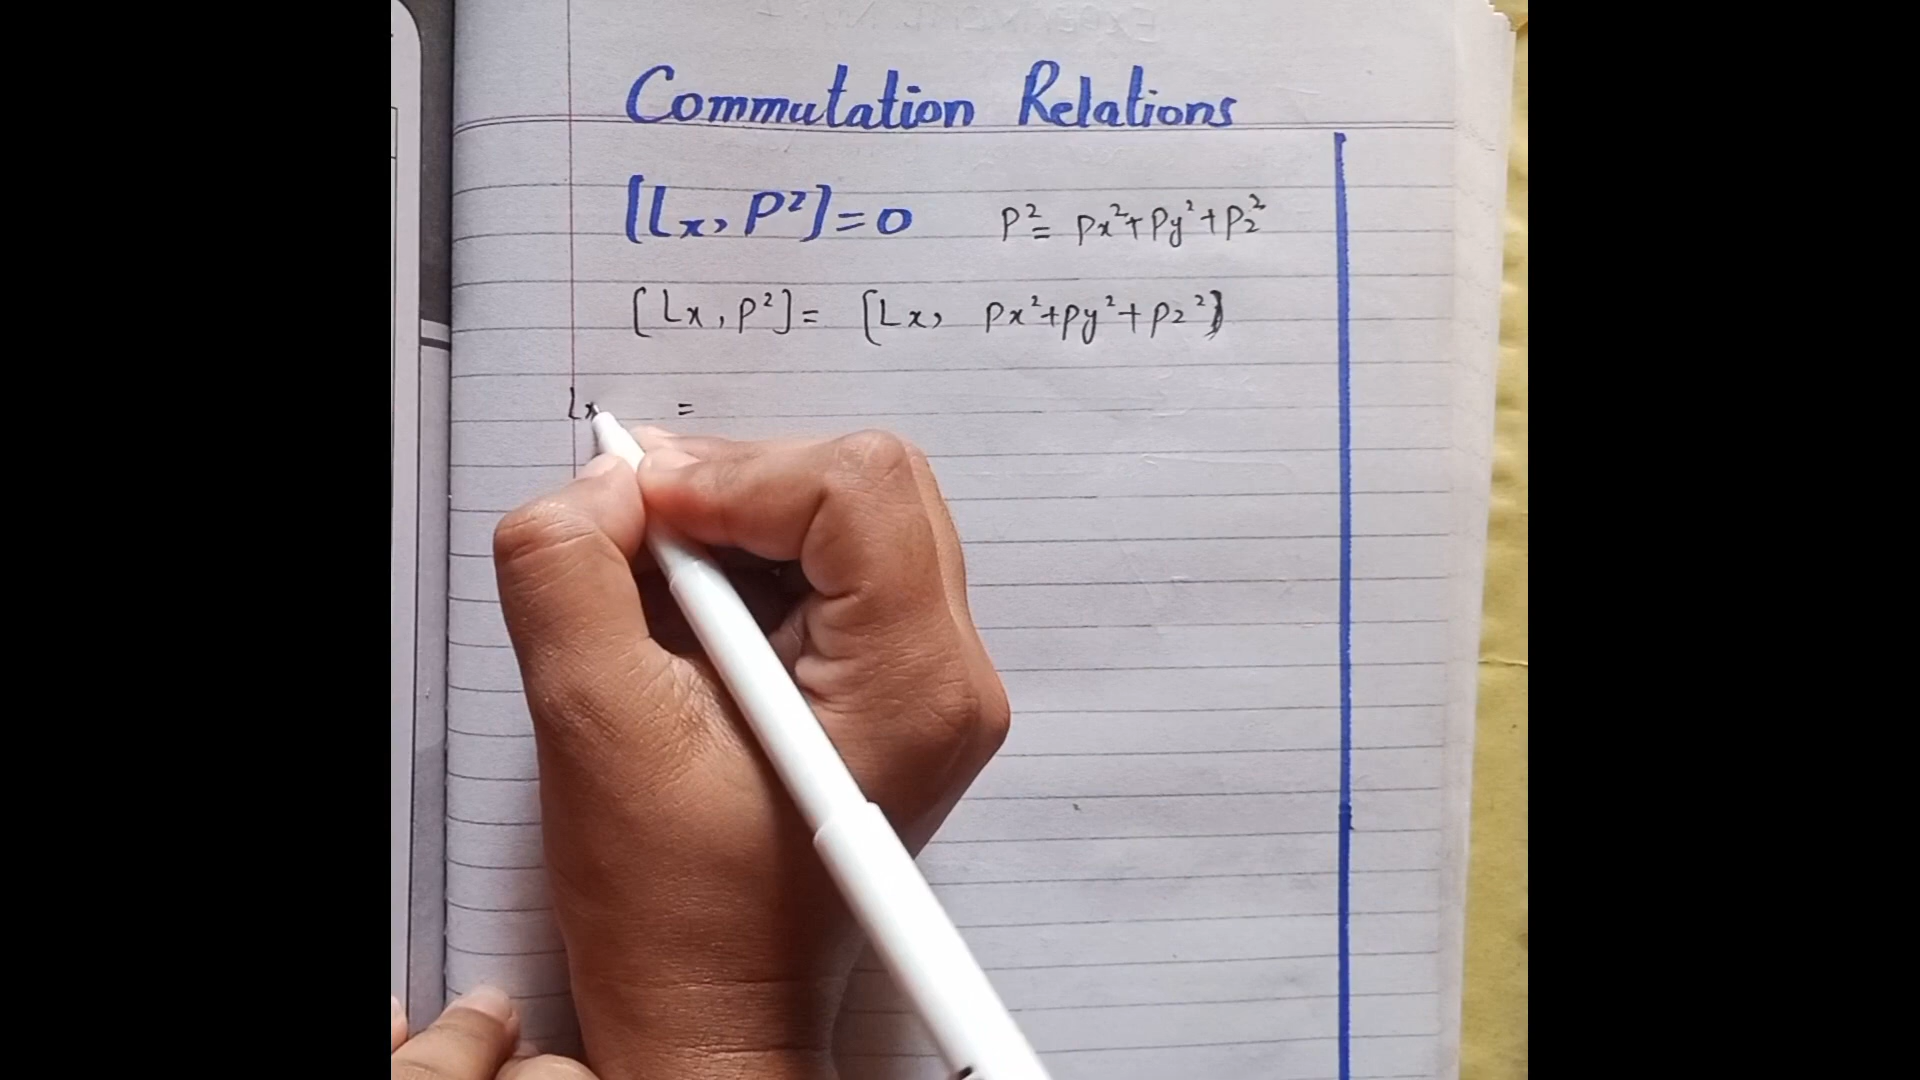 Commutation Relations
[Lx, P²]=0 P²= Px²+Py²+Pz²
[Lx, P²]= [Lx, Px²+Py²+Pz²]
Lx =